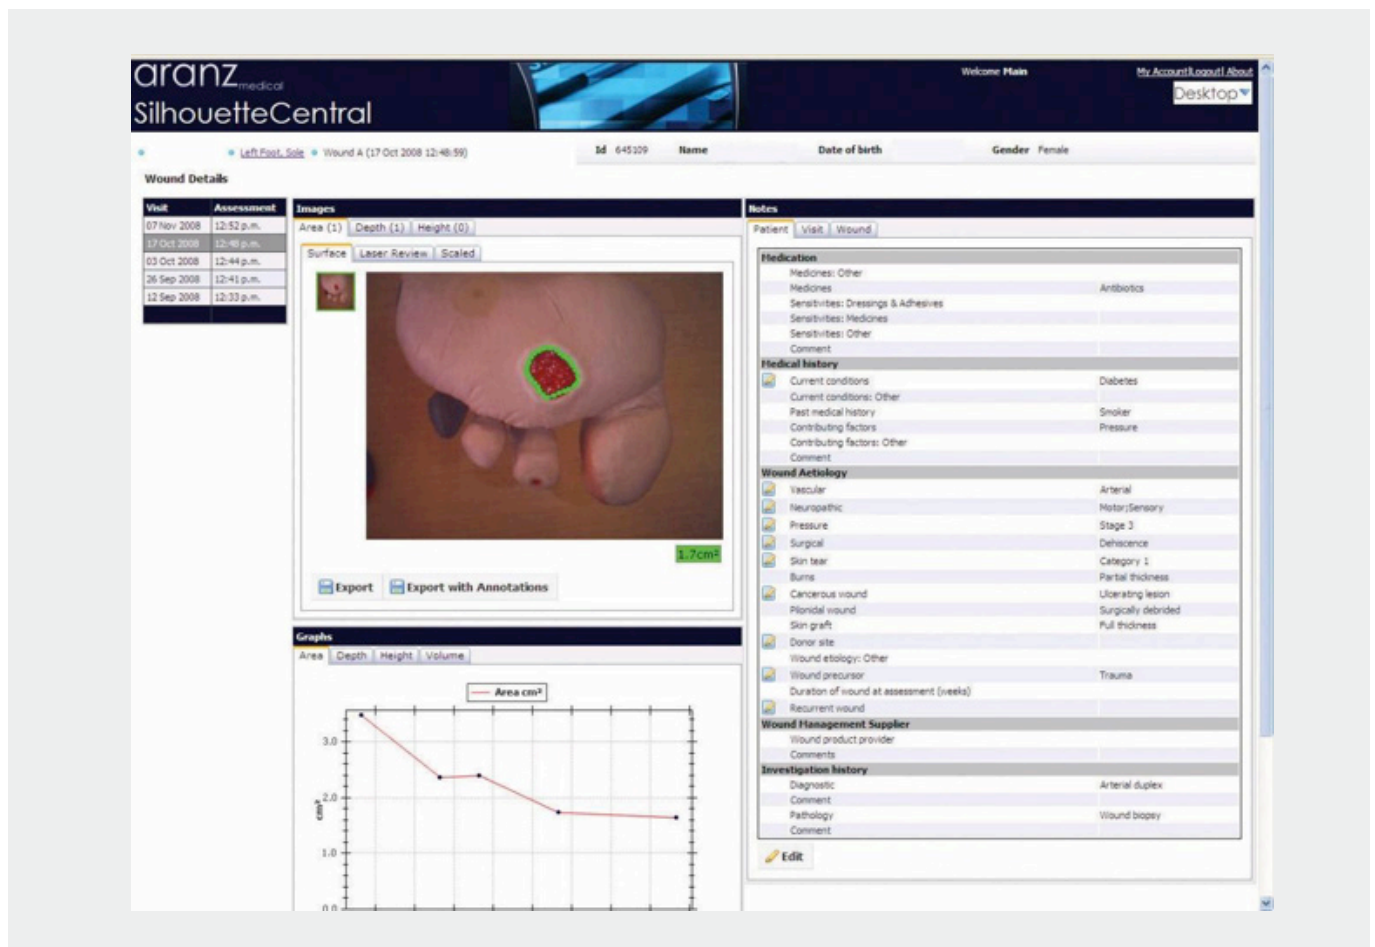 aranz medical
SilhouetteCentral
Welcome Main
My Account|Logout| About
Desktop
Left Foot, Sole
Wound A (17 Oct 2008 12:48:59)
Id 645109 Name Date of birth Gender Female
Wound Details
Visit Assessment
07 Nov 2008 12:52 p.m.
17 Oct 2008 12:48 p.m.
03 Oct 2008 12:44 p.m.
26 Sep 2008 12:41 p.m.
12 Sep 2008 12:33 p.m.
Images
Area (1) Depth (1) Height (0)
Surface Laser Review Scaled
1.7cm²
Export Export with Annotations
Graphs
Area Depth Height Volume
Area cm²
3.0
2.0
1.0
0.0
cm²
Notes
Patient Visit Wound
Medication
Medicines: Other
Medicines Antibiotics
Sensitivities: Dressings & Adhesives
Sensitivities: Medicines
Sensitivities: Other
Comment
Medical history
Current conditions Diabetes
Current conditions: Other
Past medical history Smoker
Contributing factors Pressure
Contributing factors: Other
Comment
Wound Aetiology
Vascular Arterial
Neuropathic Motor;Sensory
Pressure Stage 3
Surgical Dehiscence
Skin tear Category 1
Burns Partial thickness
Cancerous wound Ulcerating lesion
Pilonidal wound Surgically debrided
Skin graft Full thickness
Donor site
Wound etiology: Other
Wound precursor Trauma
Duration of wound at assessment (weeks)
Recurrent wound
Wound Management Supplier
Wound product provider
Comments
Investigation history
Diagnostic Arterial duplex
Comment
Pathology Wound biopsy
Comment
Edit